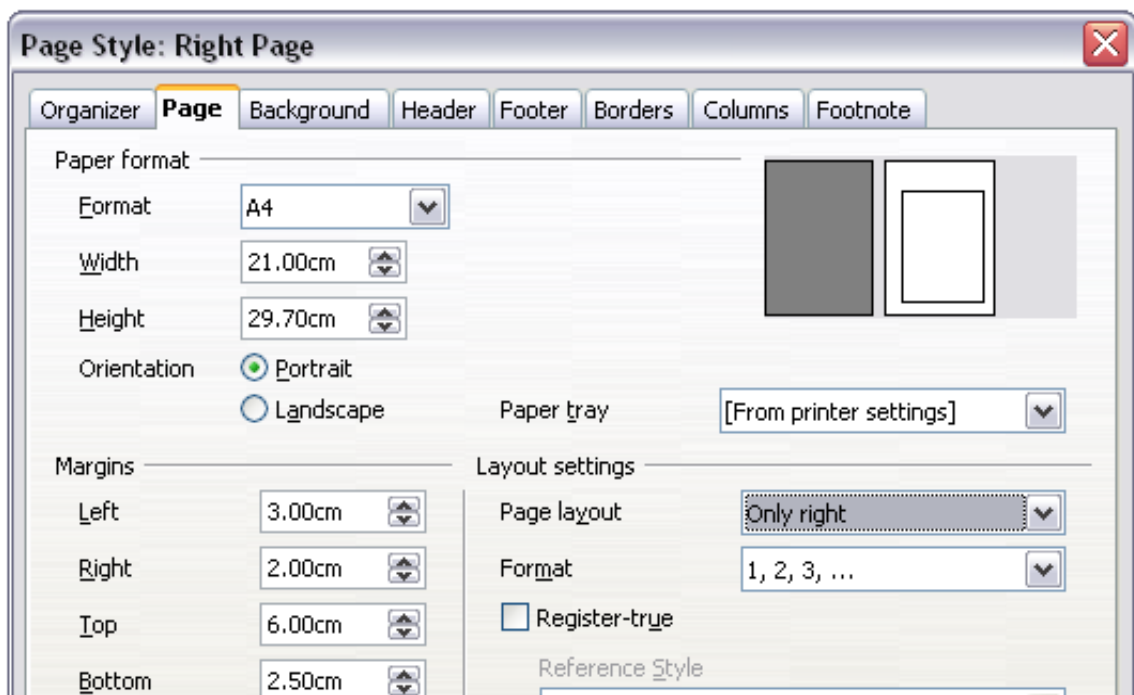 Page Style: Right Page
Organizer Page Background Header Footer Borders Columns Footnote
Paper format
Format A4
Width 21.00cm
Height 29.70cm
Orientation Portrait
Landscape
Paper tray [From printer settings]
Margins
Left 3.00cm
Right 2.00cm
Top 6.00cm
Bottom 2.50cm
Layout settings
Page layout Only right
Format 1, 2, 3, ...
Register-true
Reference Style